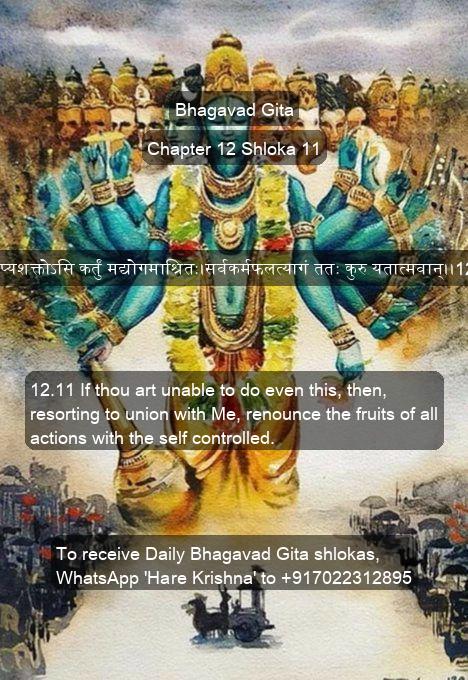 Bhagavad Gita
Chapter 12 Shloka 11
प्यशक्तोऽसि कर्तुं मद्योगमाश्रितः।सर्वकर्मफलत्यागं ततः कुरु यतात्मवान्।।12
12.11 If thou art unable to do even this, then,
resorting to union with Me, renounce the fruits of all
actions with the self controlled.
To receive Daily Bhagavad Gita shlokas,
WhatsApp 'Hare Krishna' to +917022312895